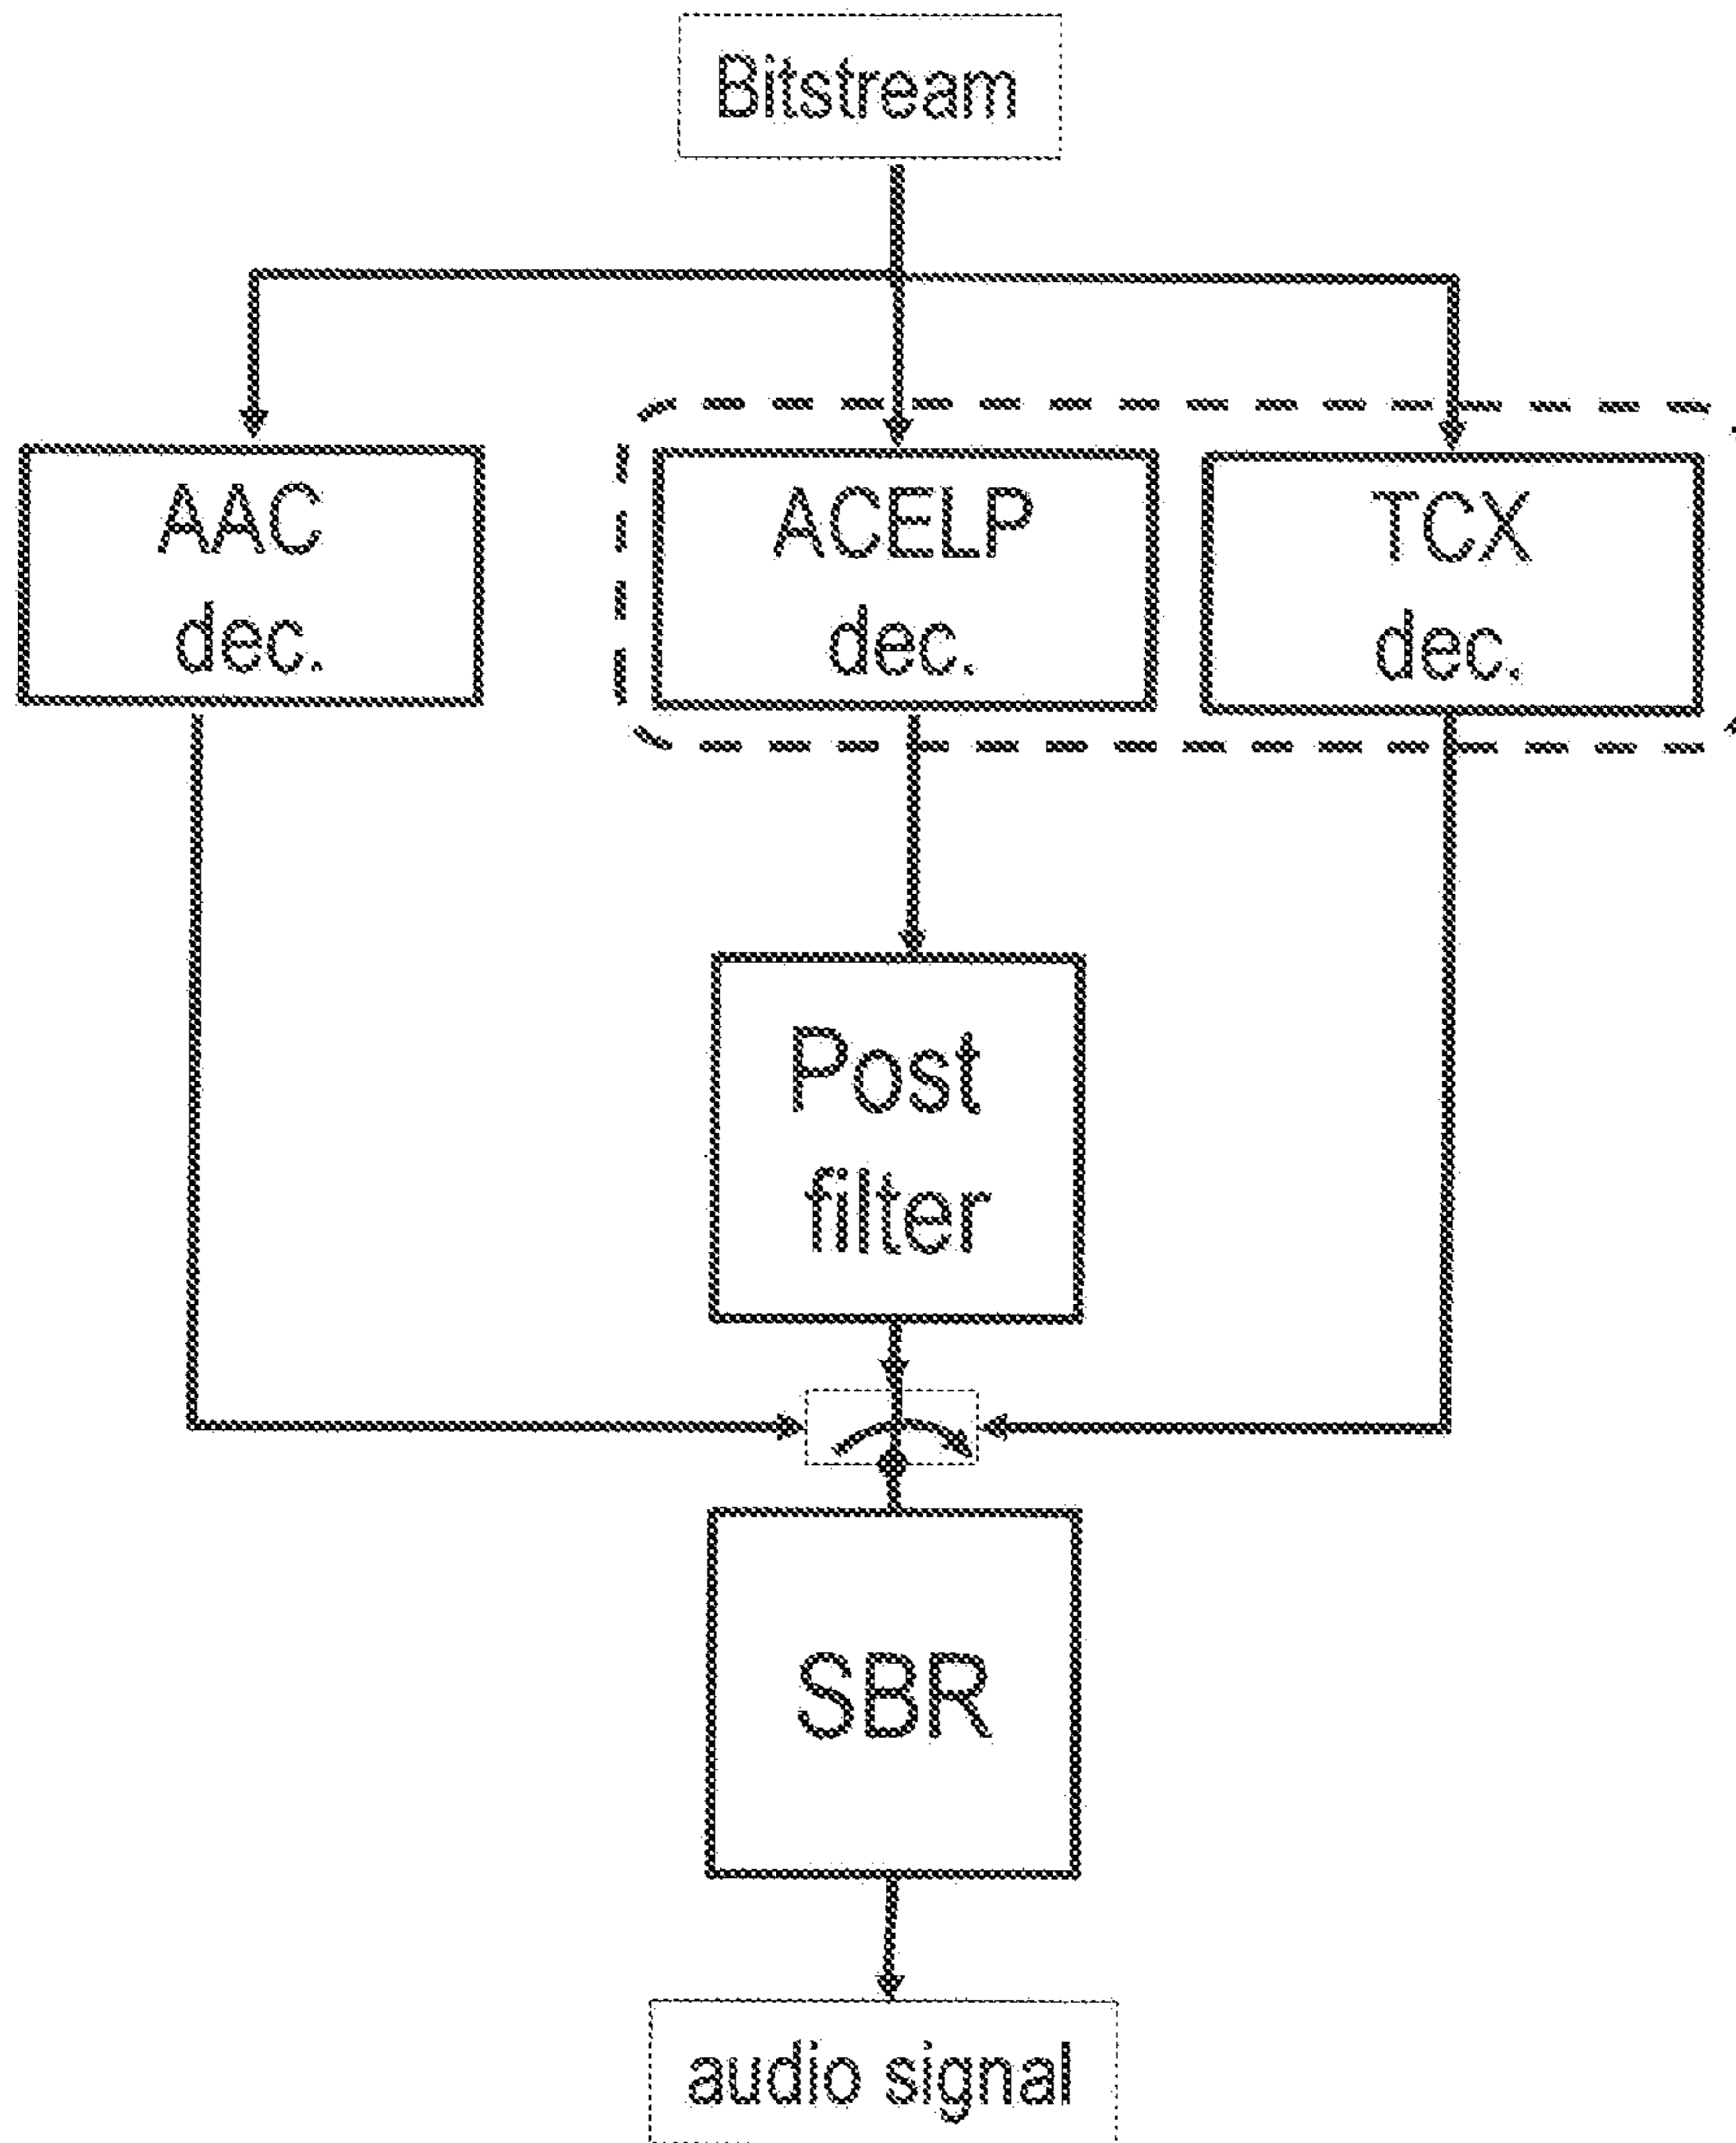 Bitstream
AAC
dec.
ACELP
dec.
TCX
dec.
Post
filter
SBR
audio signal